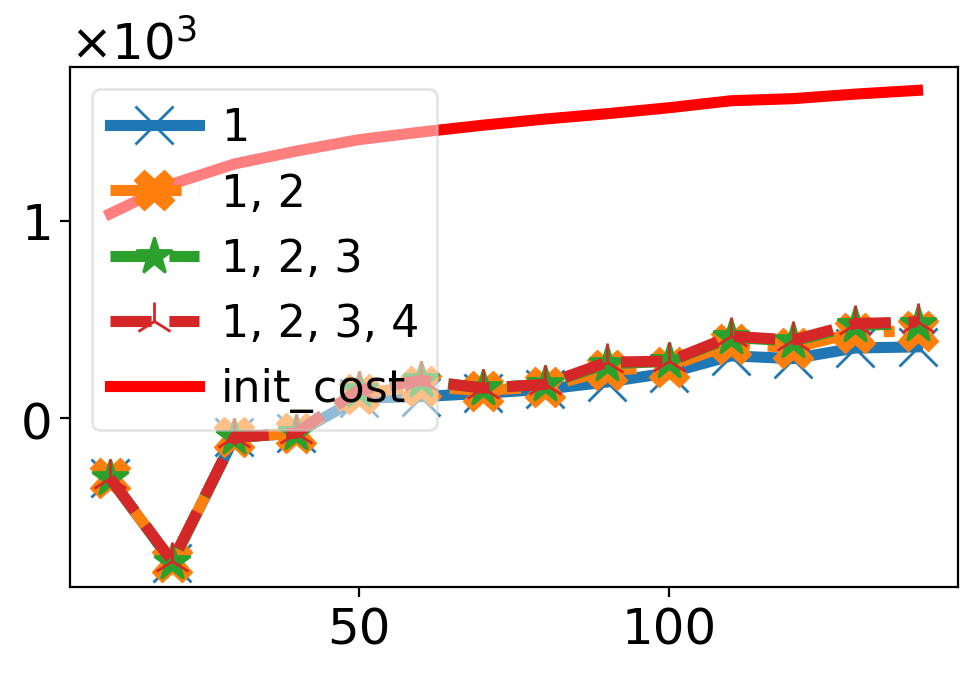 ×10³
1
1, 2
1, 2, 3
1, 2, 3, 4
init_cost
1
0
50
100